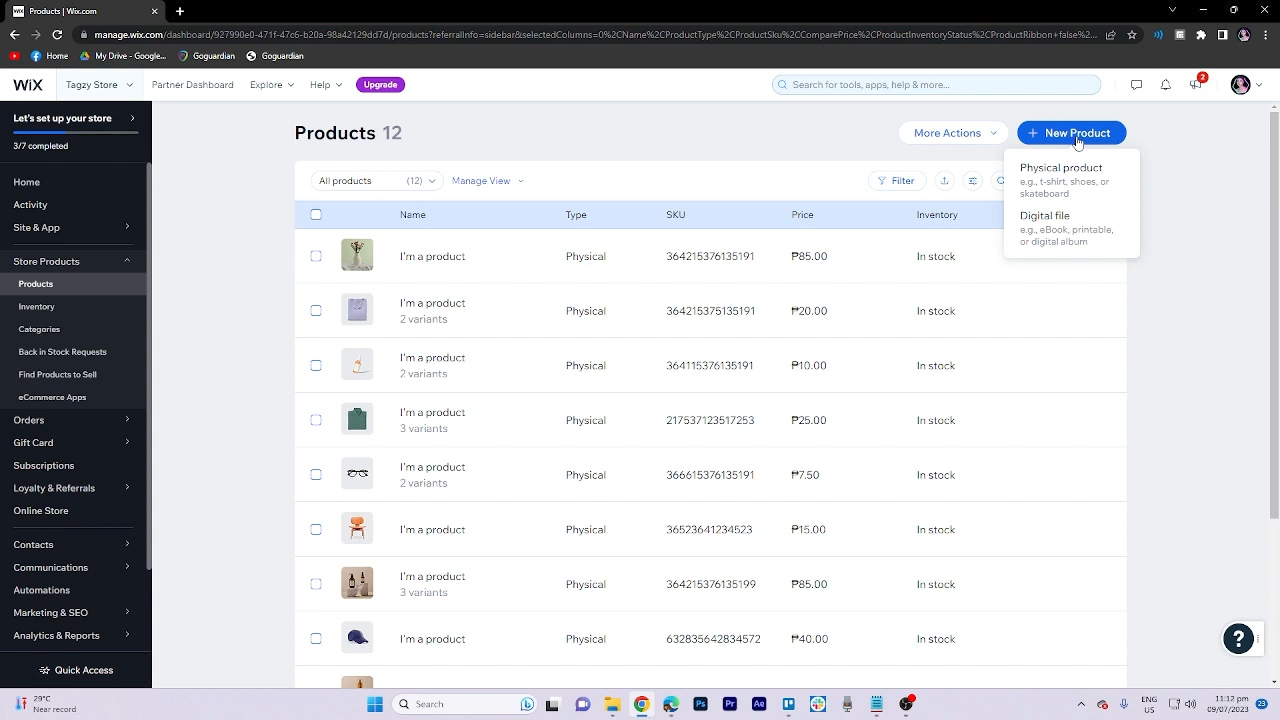 Products | Wix.com
manage.wix.com/dashboard/927990e0-471f-47c6-b20a-98a42129dd7d/products?referralInfo=sidebar&selectedColumns=0%2CName%2CProductType%2CProductSku%2CComparePrice%2CProductInventoryStatus%2CProductRibbon+false%2...
Home
My Drive - Google...
Goguardian
Goguardian
WiX
Tagzy Store
Partner Dashboard
Explore
Help
Upgrade
Search for tools, apps, help & more...
2
Let's set up your store
3/7 completed
Home
Activity
Site & App
Store Products
Products
Inventory
Categories
Back in Stock Requests
Find Products to Sell
eCommerce Apps
Orders
Gift Card
Subscriptions
Loyalty & Referrals
Online Store
Contacts
Communications
Automations
Marketing & SEO
Analytics & Reports
Quick Access
Products 12
More Actions
+ New Product
Physical product
e.g., t-shirt, shoes, or
skateboard
Digital file
e.g., eBook, printable,
or digital album
All products (12)
Manage View
Filter
Name Type SKU Price Inventory
I'm a product Physical 364215376135191 ₱85.00 In stock
I'm a product
2 variants
Physical 364215375135191 ₱20.00 In stock
I'm a product
2 variants
Physical 364115376135191 ₱10.00 In stock
I'm a product
3 variants
Physical 217537123517253 ₱25.00 In stock
I'm a product
2 variants
Physical 366615376135191 ₱7.50 In stock
I'm a product Physical 36523641234523 ₱15.00 In stock
I'm a product
3 variants
Physical 364215376135199 ₱85.00 In stock
I'm a product Physical 632835642834572 ₱40.00 In stock
?
29°C
Near record
Search
Ps
Pr
Ae
ENG
US
11:12 pm
09/07/2023
23